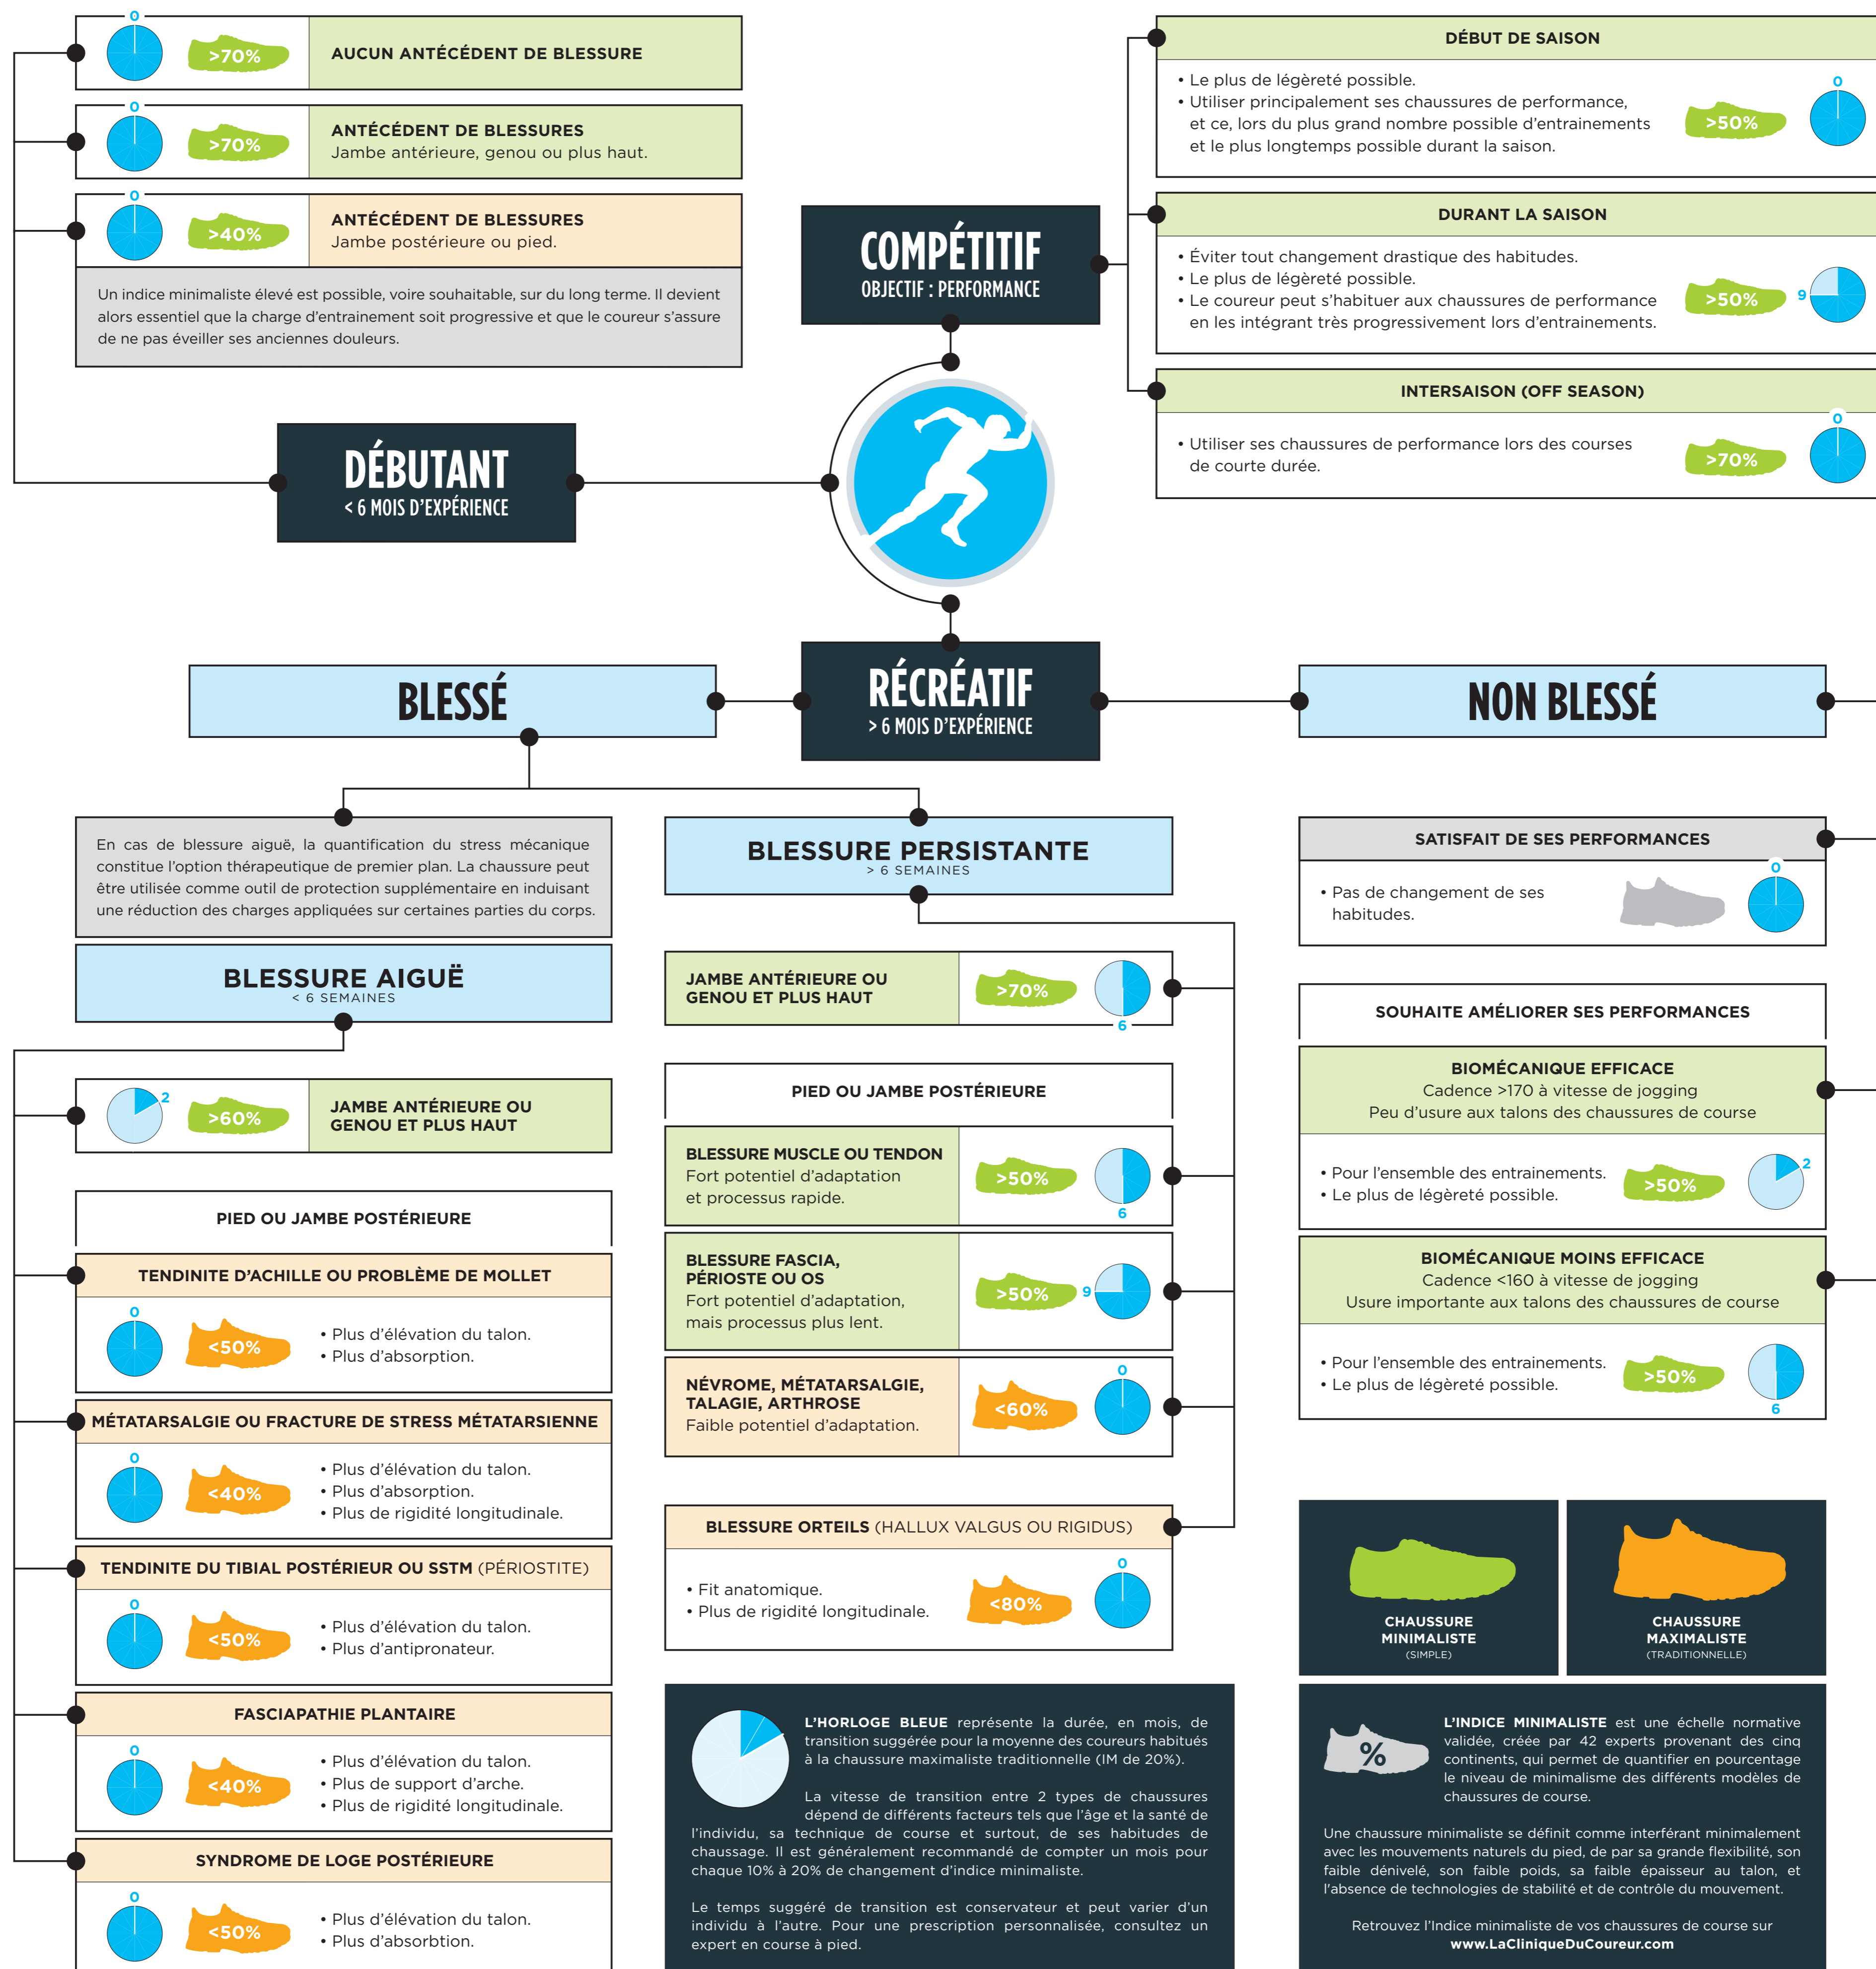 0
>70%
AUCUN ANTÉCÉDENT DE BLESSURE
0
>70%
ANTÉCÉDENT DE BLESSURES
Jambe antérieure, genou ou plus haut.
0
>40%
ANTÉCÉDENT DE BLESSURES
Jambe postérieure ou pied.
Un indice minimaliste élevé est possible, voire souhaitable, sur du long terme. Il devient
alors essentiel que la charge d'entrainement soit progressive et que le coureur s'assure
de ne pas éveiller ses anciennes douleurs.
DÉBUTANT
< 6 MOIS D'EXPÉRIENCE
COMPÉTITIF
OBJECTIF : PERFORMANCE
DÉBUT DE SAISON
• Le plus de légèreté possible.
• Utiliser principalement ses chaussures de performance,
et ce, lors du plus grand nombre possible d'entrainements
et le plus longtemps possible durant la saison.
>50%
0
DURANT LA SAISON
• Éviter tout changement drastique des habitudes.
• Le plus de légèreté possible.
• Le coureur peut s'habituer aux chaussures de performance
en les intégrant très progressivement lors d'entrainements.
>50%
9
INTERSAISON (OFF SEASON)
• Utiliser ses chaussures de performance lors des courses
de courte durée.
>70%
0
RÉCRÉATIF
> 6 MOIS D'EXPÉRIENCE
BLESSÉ
NON BLESSÉ
En cas de blessure aiguë, la quantification du stress mécanique
constitue l'option thérapeutique de premier plan. La chaussure peut
être utilisée comme outil de protection supplémentaire en induisant
une réduction des charges appliquées sur certaines parties du corps.
BLESSURE AIGUË
< 6 SEMAINES
2
>60%
JAMBE ANTÉRIEURE OU
GENOU ET PLUS HAUT
PIED OU JAMBE POSTÉRIEURE
TENDINITE D'ACHILLE OU PROBLÈME DE MOLLET
0
<50%
• Plus d'élévation du talon.
• Plus d'absorption.
MÉTATARSALGIE OU FRACTURE DE STRESS MÉTATARSIENNE
0
<40%
• Plus d'élévation du talon.
• Plus d'absorption.
• Plus de rigidité longitudinale.
TENDINITE DU TIBIAL POSTÉRIEUR OU SSTM (PÉRIOSTITE)
0
<50%
• Plus d'élévation du talon.
• Plus d'antipronateur.
FASCIAPATHIE PLANTAIRE
0
<40%
• Plus d'élévation du talon.
• Plus de support d'arche.
• Plus de rigidité longitudinale.
SYNDROME DE LOGE POSTÉRIEURE
0
<50%
• Plus d'élévation du talon.
• Plus d'absorbtion.
BLESSURE PERSISTANTE
> 6 SEMAINES
JAMBE ANTÉRIEURE OU
GENOU ET PLUS HAUT
>70%
6
PIED OU JAMBE POSTÉRIEURE
BLESSURE MUSCLE OU TENDON
Fort potentiel d'adaptation
et processus rapide.
>50%
6
BLESSURE FASCIA,
PÉRIOSTE OU OS
Fort potentiel d'adaptation,
mais processus plus lent.
>50%
9
NÉVROME, MÉTATARSALGIE,
TALAGIE, ARTHROSE
Faible potentiel d'adaptation.
<60%
0
BLESSURE ORTEILS (HALLUX VALGUS OU RIGIDUS)
• Fit anatomique.
• Plus de rigidité longitudinale.
<80%
0
L'HORLOGE BLEUE représente la durée, en mois, de
transition suggérée pour la moyenne des coureurs habitués
à la chaussure maximaliste traditionnelle (IM de 20%).
La vitesse de transition entre 2 types de chaussures
dépend de différents facteurs tels que l'âge et la santé de
l'individu, sa technique de course et surtout, de ses habitudes de
chaussage. Il est généralement recommandé de compter un mois pour
chaque 10% à 20% de changement d'indice minimaliste.
Le temps suggéré de transition est conservateur et peut varier d'un
individu à l'autre. Pour une prescription personnalisée, consultez un
expert en course à pied.
SATISFAIT DE SES PERFORMANCES
• Pas de changement de ses
habitudes.
0
SOUHAITE AMÉLIORER SES PERFORMANCES
BIOMÉCANIQUE EFFICACE
Cadence >170 à vitesse de jogging
Peu d'usure aux talons des chaussures de course
• Pour l'ensemble des entrainements.
• Le plus de légèreté possible.
>50%
2
BIOMÉCANIQUE MOINS EFFICACE
Cadence <160 à vitesse de jogging
Usure importante aux talons des chaussures de course
• Pour l'ensemble des entrainements.
• Le plus de légèreté possible.
>50%
6
CHAUSSURE
MINIMALISTE
(SIMPLE)
CHAUSSURE
MAXIMALISTE
(TRADITIONNELLE)
%
L'INDICE MINIMALISTE est une échelle normative
validée, créée par 42 experts provenant des cinq
continents, qui permet de quantifier en pourcentage
le niveau de minimalisme des différents modèles de
chaussures de course.
Une chaussure minimaliste se définit comme interférant minimalement
avec les mouvements naturels du pied, de par sa grande flexibilité, son
faible dénivelé, son faible poids, sa faible épaisseur au talon, et
l'absence de technologies de stabilité et de contrôle du mouvement.
Retrouvez l'Indice minimaliste de vos chaussures de course sur
www.LaCliniqueDuCoureur.com